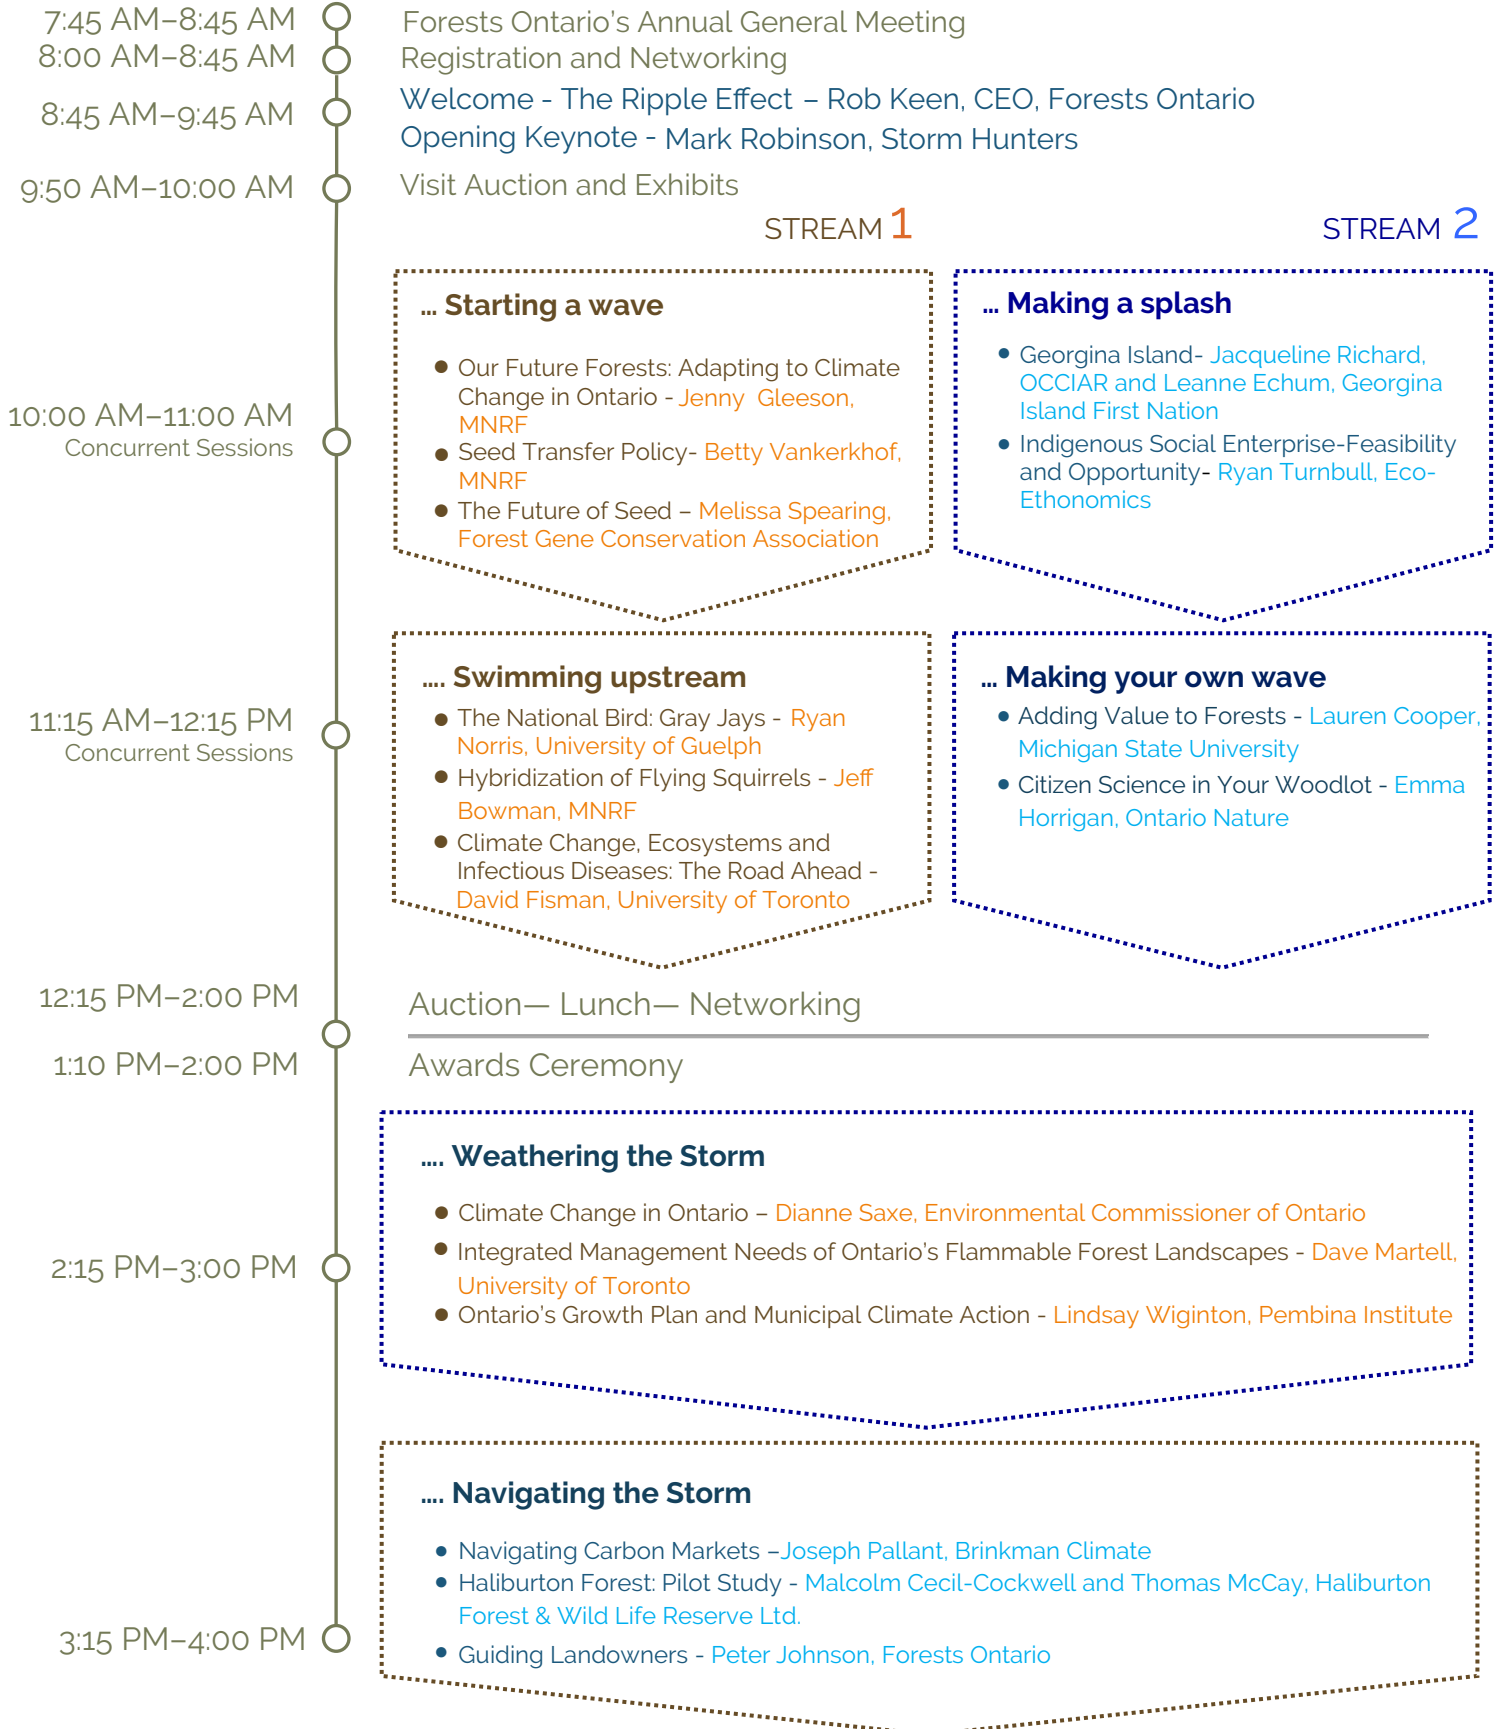 7:45 AM–8:45 AM
Forests Ontario's Annual General Meeting
8:00 AM–8:45 AM
Registration and Networking
8:45 AM–9:45 AM
Welcome - The Ripple Effect – Rob Keen, CEO, Forests Ontario
Opening Keynote - Mark Robinson, Storm Hunters
9:50 AM–10:00 AM
Visit Auction and Exhibits
STREAM 1
STREAM 2
10:00 AM–11:00 AM
Concurrent Sessions
... Starting a wave
Our Future Forests: Adapting to Climate
Change in Ontario - Jenny Gleeson,
MNRF
Seed Transfer Policy- Betty Vankerkhof,
MNRF
The Future of Seed – Melissa Spearing,
Forest Gene Conservation Association
... Making a splash
Georgina Island- Jacqueline Richard,
OCCIAR and Leanne Echum, Georgina
Island First Nation
Indigenous Social Enterprise-Feasibility
and Opportunity- Ryan Turnbull, Eco-
Ethonomics
11:15 AM–12:15 PM
Concurrent Sessions
.... Swimming upstream
The National Bird: Gray Jays - Ryan
Norris, University of Guelph
Hybridization of Flying Squirrels - Jeff
Bowman, MNRF
Climate Change, Ecosystems and
Infectious Diseases: The Road Ahead -
David Fisman, University of Toronto
... Making your own wave
Adding Value to Forests - Lauren Cooper,
Michigan State University
Citizen Science in Your Woodlot - Emma
Horrigan, Ontario Nature
12:15 PM–2:00 PM
Auction— Lunch— Networking
1:10 PM–2:00 PM
Awards Ceremony
2:15 PM–3:00 PM
.... Weathering the Storm
Climate Change in Ontario – Dianne Saxe, Environmental Commissioner of Ontario
Integrated Management Needs of Ontario's Flammable Forest Landscapes - Dave Martell,
University of Toronto
Ontario's Growth Plan and Municipal Climate Action - Lindsay Wiginton, Pembina Institute
3:15 PM–4:00 PM
.... Navigating the Storm
Navigating Carbon Markets –Joseph Pallant, Brinkman Climate
Haliburton Forest: Pilot Study - Malcolm Cecil-Cockwell and Thomas McCay, Haliburton
Forest & Wild Life Reserve Ltd.
Guiding Landowners - Peter Johnson, Forests Ontario